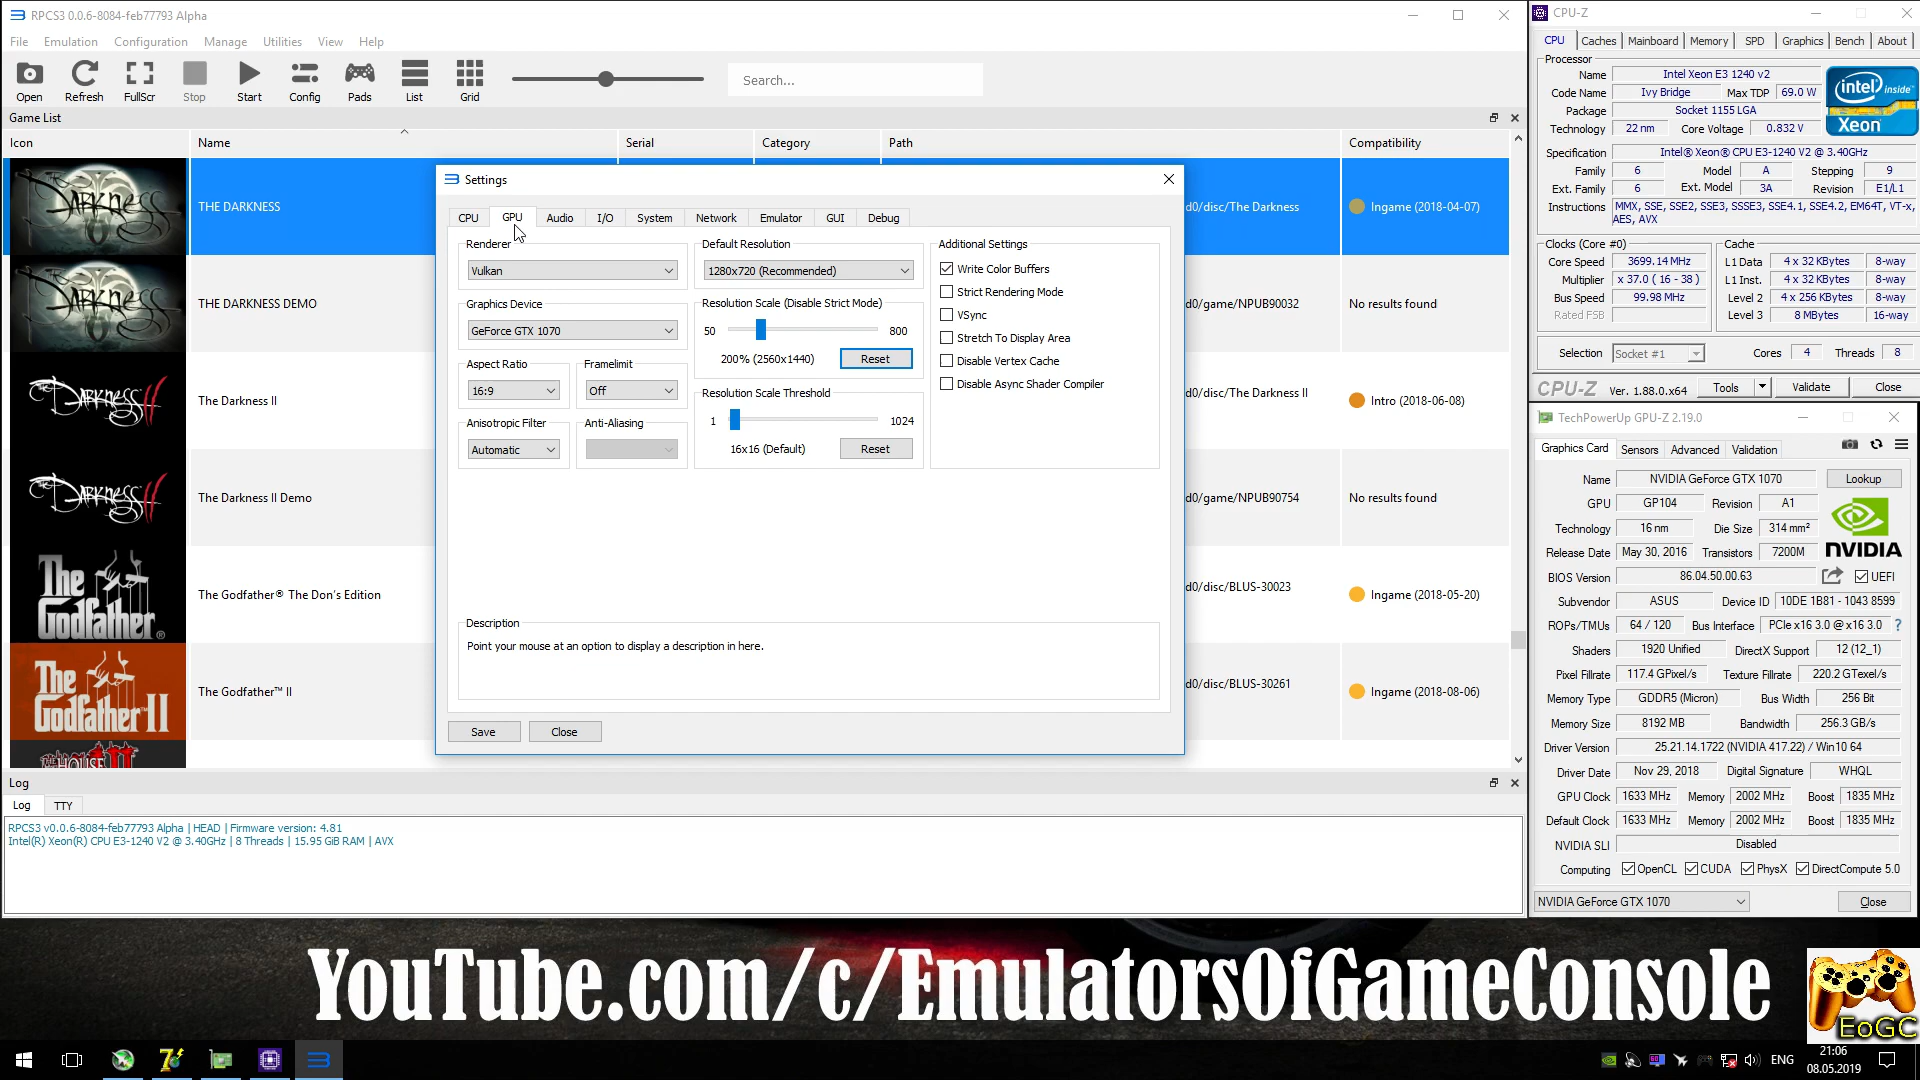 RPCS3 0.0.6-8084-feb77793 Alpha
File Emulation Configuration Manage Utilities View Help
Open Refresh FullScr Stop Start Config Pads List Grid Search...
Game List
Icon Name Serial Category Path Compatibility
THE DARKNESS d0/disc/The Darkness Ingame (2018-04-07)
THE DARKNESS DEMO d0/game/NPUB90032 No results found
The Darkness II d0/disc/The Darkness II Intro (2018-06-08)
The Darkness II Demo d0/game/NPUB90754 No results found
The Godfather® The Don's Edition d0/disc/BLUS-30023 Ingame (2018-05-20)
The Godfather™ II d0/disc/BLUS-30261 Ingame (2018-08-06)
Darkness
Darkness
Darkness II
Darkness II
The Godfather®
The Godfather II
THE HOUSE
Settings
CPU GPU Audio I/O System Network Emulator GUI Debug
Renderer
Vulkan
Graphics Device
GeForce GTX 1070
Aspect Ratio Framelimit
16:9 Off
Anisotropic Filter Anti-Aliasing
Automatic
Default Resolution
1280x720 (Recommended)
Resolution Scale (Disable Strict Mode)
50 800
200% (2560x1440) Reset
Resolution Scale Threshold
1 1024
16x16 (Default) Reset
Additional Settings
Write Color Buffers
Strict Rendering Mode
VSync
Stretch To Display Area
Disable Vertex Cache
Disable Async Shader Compiler
Description
Point your mouse at an option to display a description in here.
Save Close
Log
Log TTY
RPCS3 v0.0.6-8084-feb77793 Alpha | HEAD | Firmware version: 4.81
Intel(R) Xeon(R) CPU E3-1240 V2 @ 3.40GHz | 8 Threads | 15.95 GiB RAM | AVX
CPU-Z
CPU Caches Mainboard Memory SPD Graphics Bench About
Processor
Name Intel Xeon E3 1240 v2
Code Name Ivy Bridge Max TDP 69.0 W
Package Socket 1155 LGA
Technology 22 nm Core Voltage 0.832 V
intel inside™
Xeon
Specification Intel® Xeon® CPU E3-1240 V2 @ 3.40GHz
Family 6 Model A Stepping 9
Ext. Family 6 Ext. Model 3A Revision E1/L1
Instructions MMX, SSE, SSE2, SSE3, SSSE3, SSE4.1, SSE4.2, EM64T, VT-x,
AES, AVX
Clocks (Core #0) Cache
Core Speed 3699.14 MHz L1 Data 4 x 32 KBytes 8-way
Multiplier x 37.0 ( 16 - 38 ) L1 Inst. 4 x 32 KBytes 8-way
Bus Speed 99.98 MHz Level 2 4 x 256 KBytes 8-way
Rated FSB Level 3 8 MBytes 16-way
Selection Socket #1 Cores 4 Threads 8
CPU-Z Ver. 1.88.0.x64 Tools Validate Close
TechPowerUp GPU-Z 2.19.0
Graphics Card Sensors Advanced Validation
Name NVIDIA GeForce GTX 1070 Lookup
GPU GP104 Revision A1
Technology 16 nm Die Size 314 mm²
Release Date May 30, 2016 Transistors 7200M
NVIDIA
BIOS Version 86.04.50.00.63 UEFI
Subvendor ASUS Device ID 10DE 1B81 - 1043 8599
ROPs/TMUs 64 / 120 Bus Interface PCIe x16 3.0 @ x16 3.0 ?
Shaders 1920 Unified DirectX Support 12 (12_1)
Pixel Fillrate 117.4 GPixel/s Texture Fillrate 220.2 GTexel/s
Memory Type GDDR5 (Micron) Bus Width 256 Bit
Memory Size 8192 MB Bandwidth 256.3 GB/s
Driver Version 25.21.14.1722 (NVIDIA 417.22) / Win10 64
Driver Date Nov 29, 2018 Digital Signature WHQL
GPU Clock 1633 MHz Memory 2002 MHz Boost 1835 MHz
Default Clock 1633 MHz Memory 2002 MHz Boost 1835 MHz
NVIDIA SLI Disabled
Computing OpenCL CUDA PhysX DirectCompute 5.0
NVIDIA GeForce GTX 1070 Close
YouTube.com/c/EmulatorsOfGameConsole
EoGC
ENG 21:06
08.05.2019